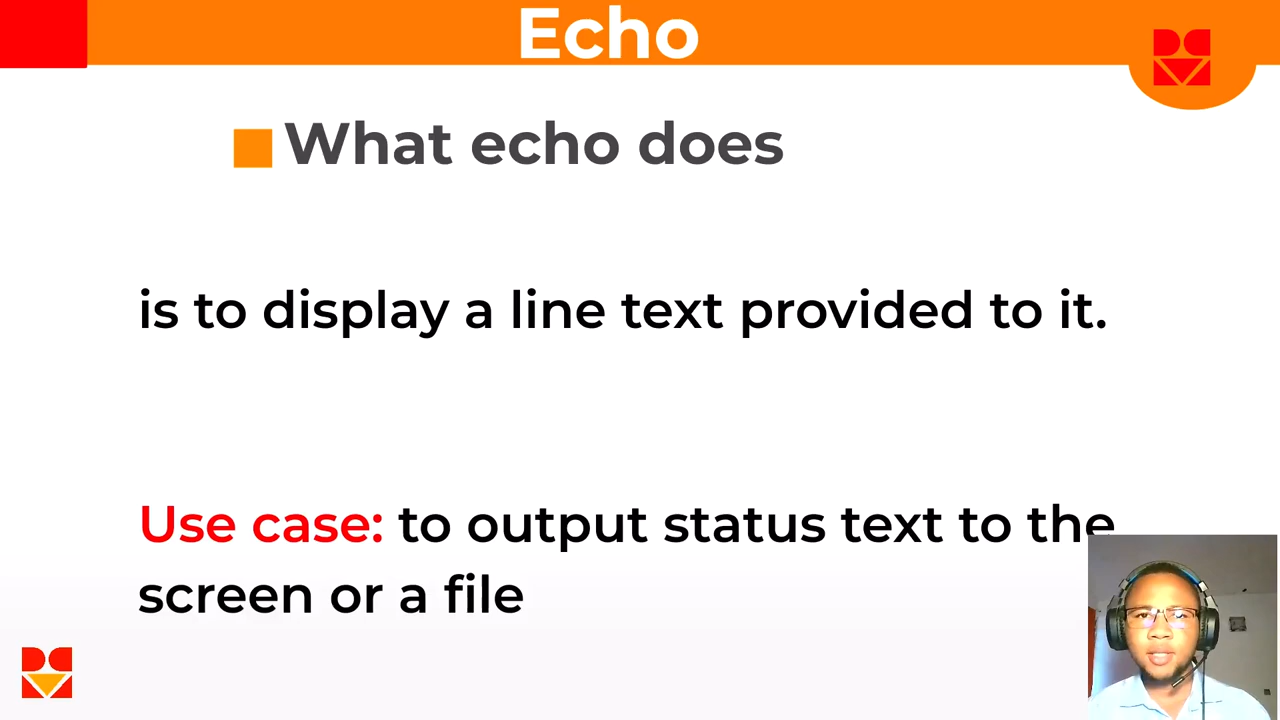 Echo
What echo does
is to display a line text provided to it.
Use case: to output status text to the
screen or a file